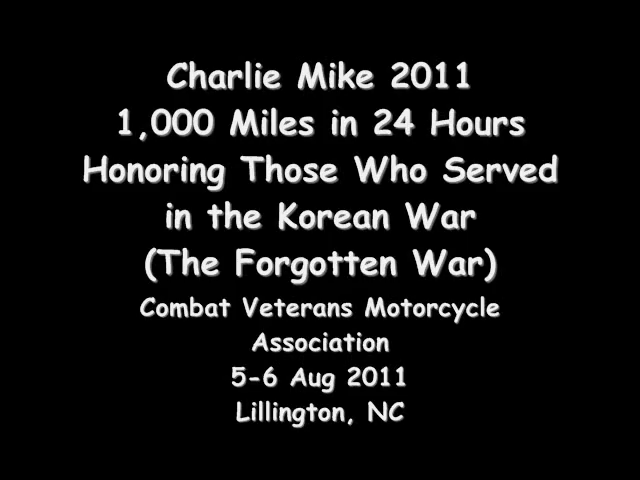 Charlie Mike 2011
1,000 Miles in 24 Hours
Honoring Those Who Served
in the Korean War
(The Forgotten War)
Combat Veterans Motorcycle
Association
5-6 Aug 2011
Lillington, NC